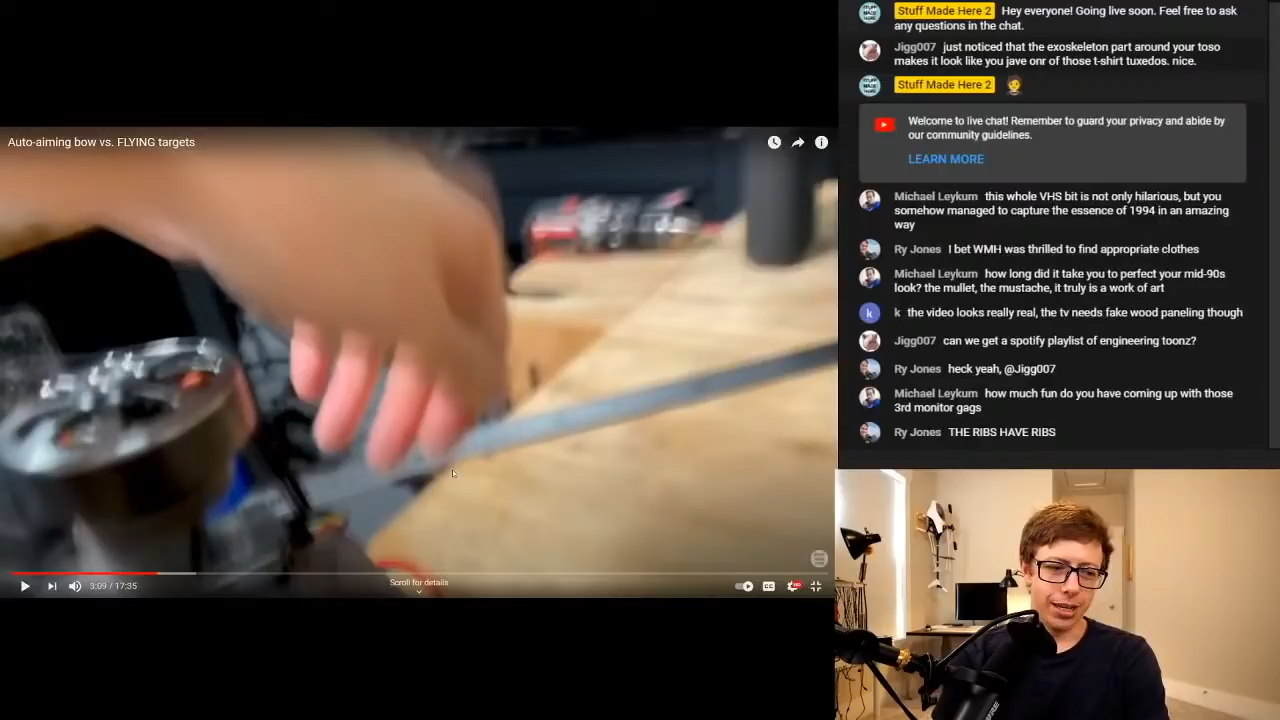 Auto-aiming bow vs. FLYING targets
3:09 / 17:35
Scroll for details
CC
HD
Stuff Made Here 2 Hey everyone! Going live soon. Feel free to ask
any questions in the chat.
Jigg007 just noticed that the exoskeleton part around your toso
makes it look like you jave onr of those t-shirt tuxedos. nice.
Stuff Made Here 2
Welcome to live chat! Remember to guard your privacy and abide by
our community guidelines.
LEARN MORE
Michael Leykum this whole VHS bit is not only hilarious, but you
somehow managed to capture the essence of 1994 in an amazing
way
Ry Jones I bet WMH was thrilled to find appropriate clothes
Michael Leykum how long did it take you to perfect your mid-90s
look? the mullet, the mustache, it truly is a work of art
k k the video looks really real, the tv needs fake wood paneling though
Jigg007 can we get a spotify playlist of engineering toonz?
Ry Jones heck yeah, @Jigg007
Michael Leykum how much fun do you have coming up with those
3rd monitor gags
Ry Jones THE RIBS HAVE RIBS